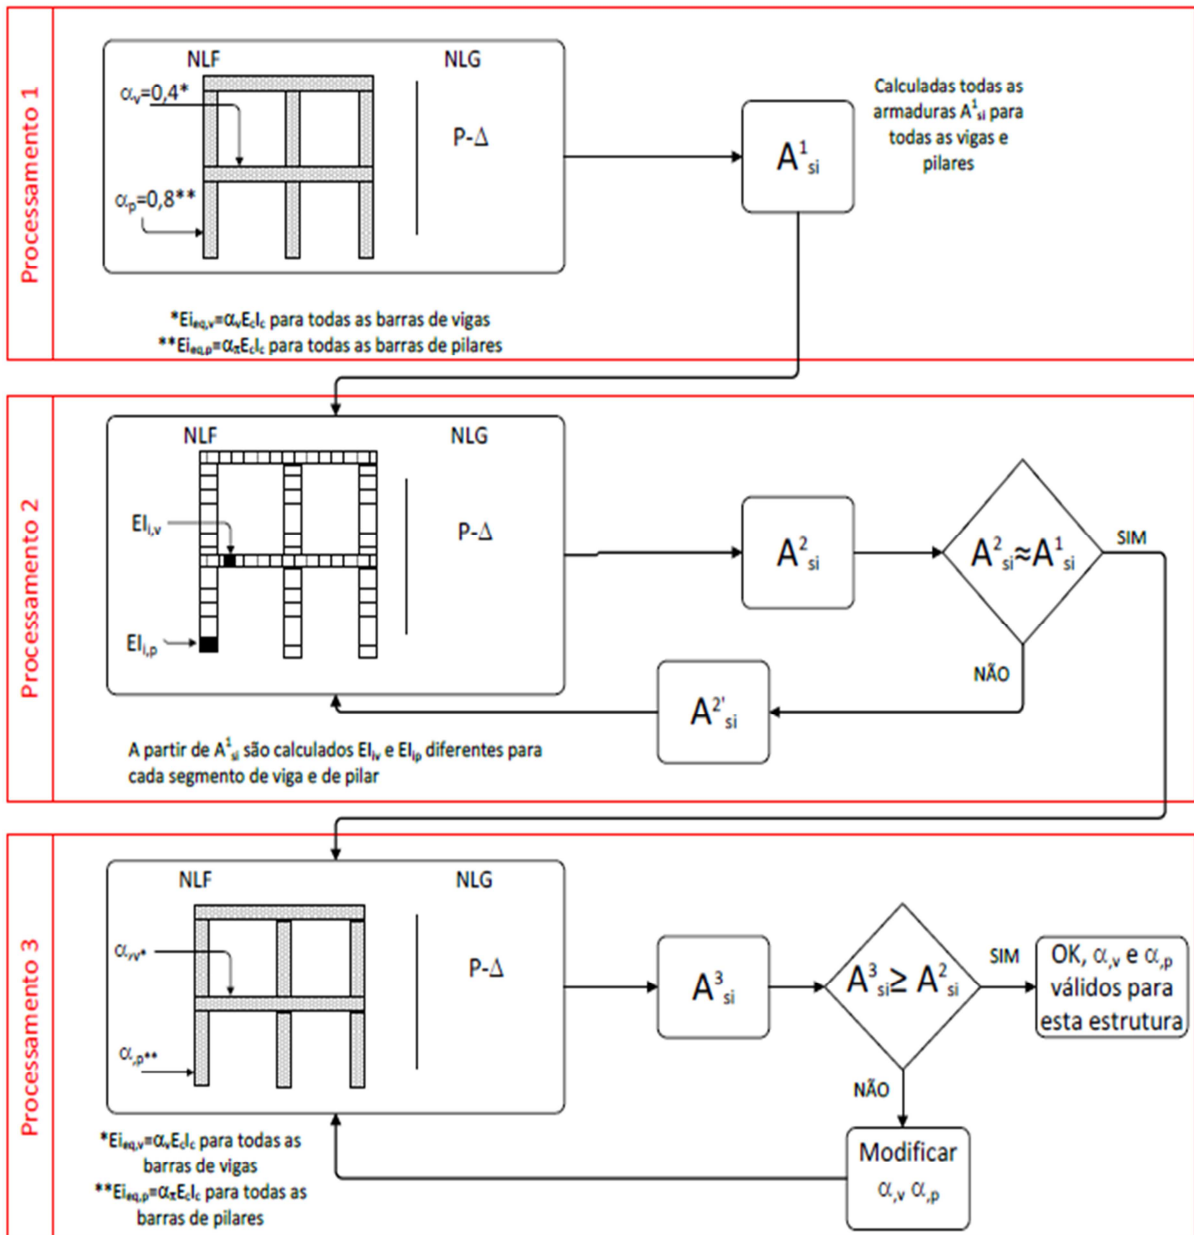 Processamento 1
NLF
NLG
αᵥ=0,4*
P-Δ
αₚ=0,8**
A¹si
Calculadas todas as
armaduras A¹si para
todas as vigas e
pilares
*Eieq,v=αvEcIc para todas as barras de vigas
**Eieq,p=απEcIc para todas as barras de pilares
Processamento 2
NLF
NLG
EIi,v
P-Δ
EIi,p
A²si
A²si≈A¹si
SIM
NÃO
A²'si
A partir de A¹si são calculados EIiv e EIip diferentes para
cada segmento de viga e de pilar
Processamento 3
NLF
NLG
α,v*
P-Δ
α,p**
A³si
A³si≥ A²si
SIM
OK, α,v e α,p
válidos para
esta estrutura
NÃO
Modificar
α,v α,p
*Eieq,v=αvEcIc para todas as
barras de vigas
**Eieq,p=απEcIc para todas as
barras de pilares